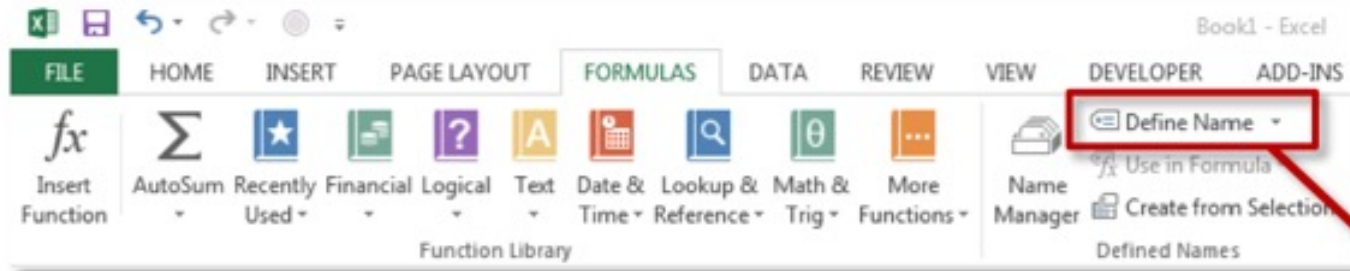 Book1 - Excel
FILE HOME INSERT PAGE LAYOUT FORMULAS DATA REVIEW VIEW DEVELOPER ADD-INS
fx
Insert
Function
AutoSum
Recently
Used
Financial
Logical
?
Text
A
Date &
Time
Lookup &
Reference
Math &
Trig
θ
More
Functions
Function Library
Name
Manager
Define Name
Use in Formula
Create from Selection
Defined Names